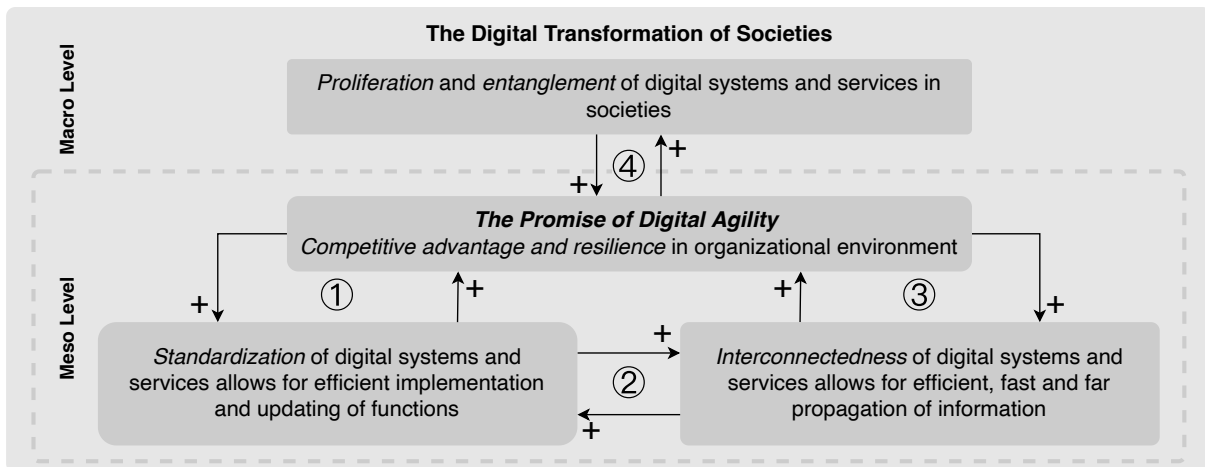 The Digital Transformation of Societies
Macro Level
Proliferation and entanglement of digital systems and services in
societies
+
④
+
The Promise of Digital Agility
Competitive advantage and resilience in organizational environment
Meso Level
+
①
+
+
③
+
Standardization of digital systems and
services allows for efficient implementation
and updating of functions
+
②
+
Interconnectedness of digital systems and
services allows for efficient, fast and far
propagation of information